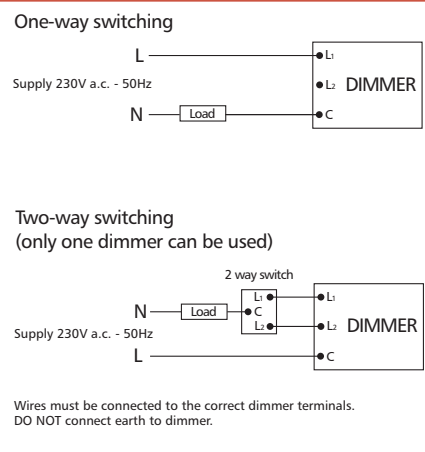 One-way switching
L
L1
Supply 230V a.c. - 50Hz
L2 DIMMER
N Load C
Two-way switching
(only one dimmer can be used)
2 way switch
L1 L1
N Load C
L2 L2 DIMMER
Supply 230V a.c. - 50Hz
L C
Wires must be connected to the correct dimmer terminals.
DO NOT connect earth to dimmer.